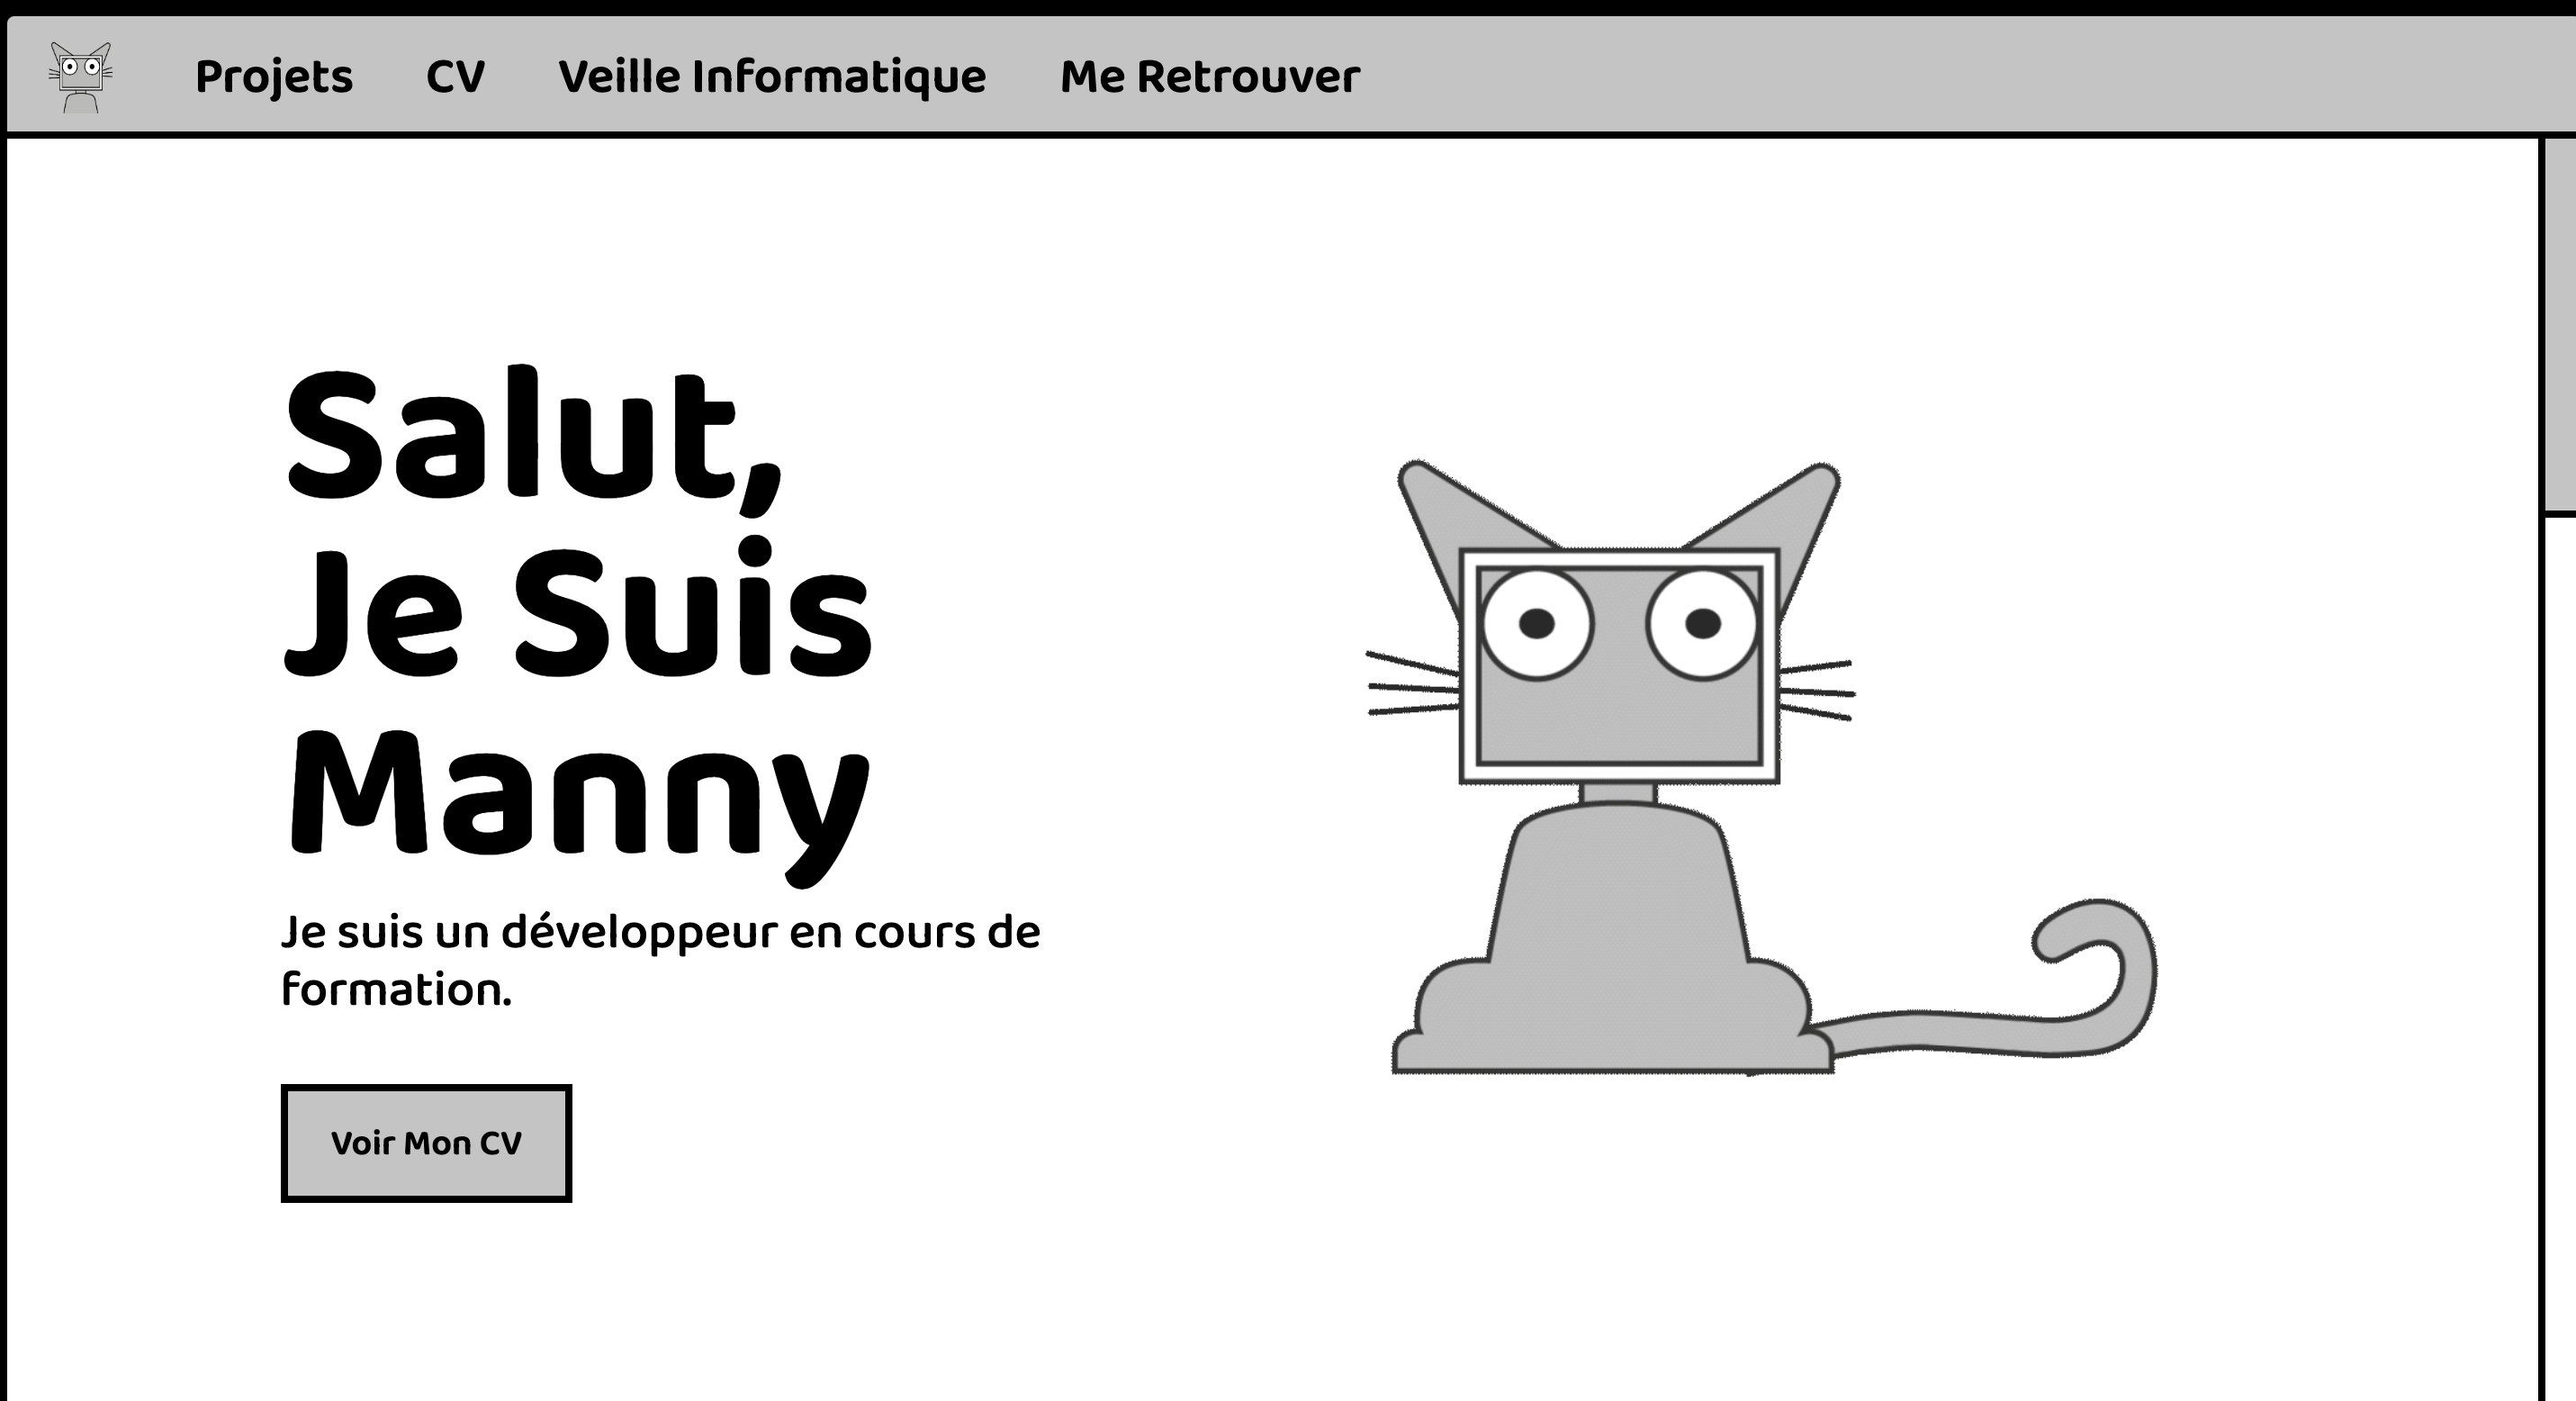 Projets CV Veille Informatique Me Retrouver
Salut,
Je Suis
Manny
Je suis un développeur en cours de
formation.
Voir Mon CV